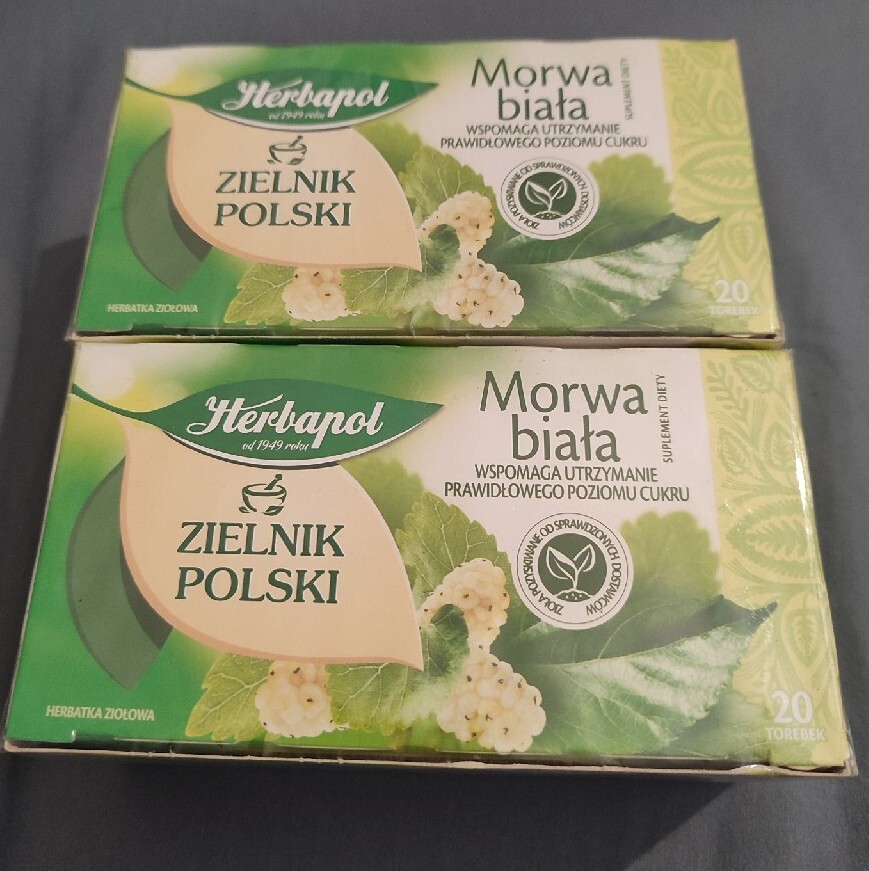 Herbapol
od 1949 roku
ZIELNIK
POLSKI
HERBATKA ZIOŁOWA
Morwa
biała
SUPLEMENT DIETY
WSPOMAGA UTRZYMANIE
PRAWIDŁOWEGO POZIOMU CUKRU
ZIOŁA POZYSKIWANE OD SPRAWDZONYCH DOSTAWCÓW
20
TOREBEK
Herbapol
od 1949 roku
ZIELNIK
POLSKI
HERBATKA ZIOŁOWA
Morwa
biała
SUPLEMENT DIETY
WSPOMAGA UTRZYMANIE
PRAWIDŁOWEGO POZIOMU CUKRU
ZIOŁA POZYSKIWANE OD SPRAWDZONYCH DOSTAWCÓW
20
TOREBEK